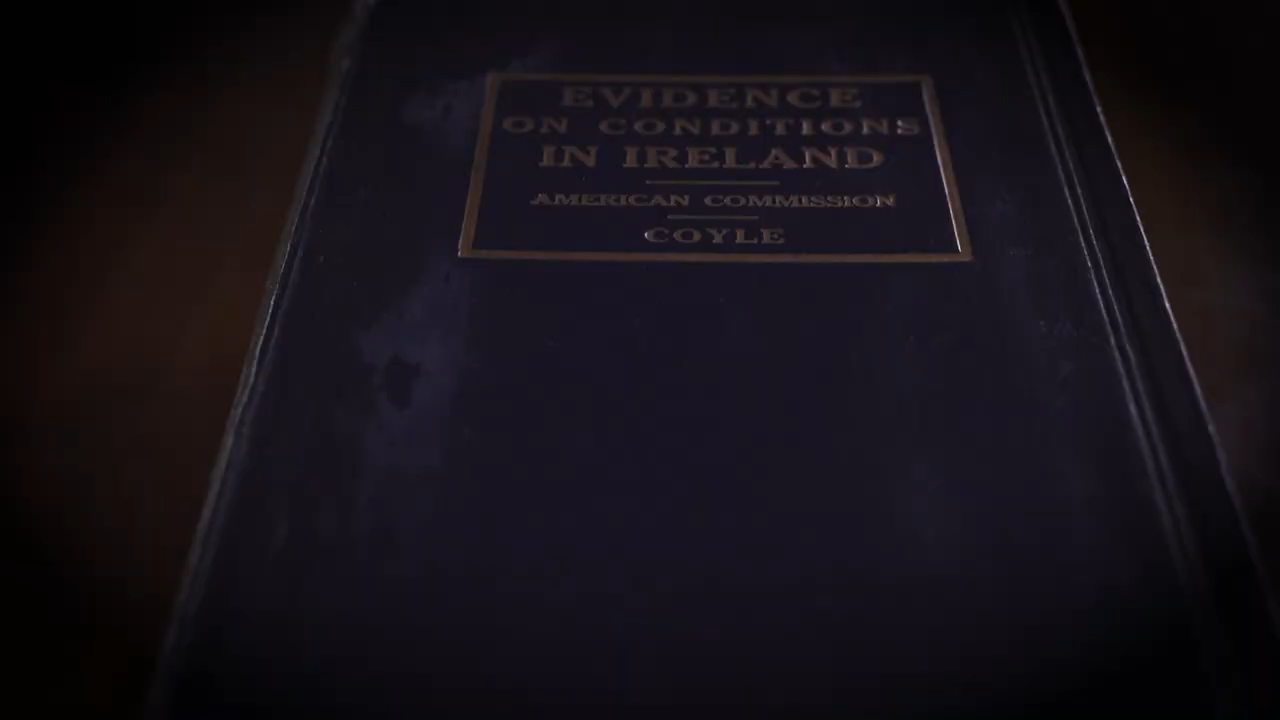 EVIDENCE
ON CONDITIONS
IN IRELAND
AMERICAN COMMISSION
COYLE